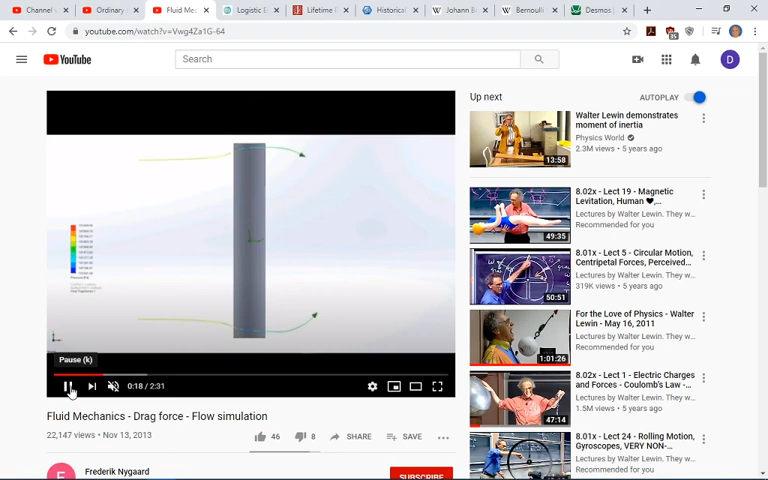 Channel v
Ordinary
Fluid Mec
Logistic E
Lifetime P
Historical
Johann B
Bernoulli
Desmos
youtube.com/watch?v=Vwg4Za1G-64
YouTube
Search
D
Pause (k)
0:18 / 2:31
Fluid Mechanics - Drag force - Flow simulation
22,147 views • Nov 13, 2013
46
8
SHARE
SAVE
F
Frederik Nygaard
SUBSCRIBE
Up next
AUTOPLAY
Walter Lewin demonstrates
moment of inertia
Physics World
2.3M views • 5 years ago
13:58
8.02x - Lect 19 - Magnetic
Levitation, Human ❤,...
Lectures by Walter Lewin. They w...
Recommended for you
49:35
8.01x - Lect 5 - Circular Motion,
Centripetal Forces, Perceived...
Lectures by Walter Lewin. They w...
319K views • 5 years ago
50:51
For the Love of Physics - Walter
Lewin - May 16, 2011
Lectures by Walter Lewin. They w...
Recommended for you
1:01:26
8.02x - Lect 1 - Electric Charges
and Forces - Coulomb's Law -...
Lectures by Walter Lewin. They w...
1.5M views • 5 years ago
47:14
8.01x - Lect 24 - Rolling Motion,
Gyroscopes, VERY NON-...
Lectures by Walter Lewin. They w...